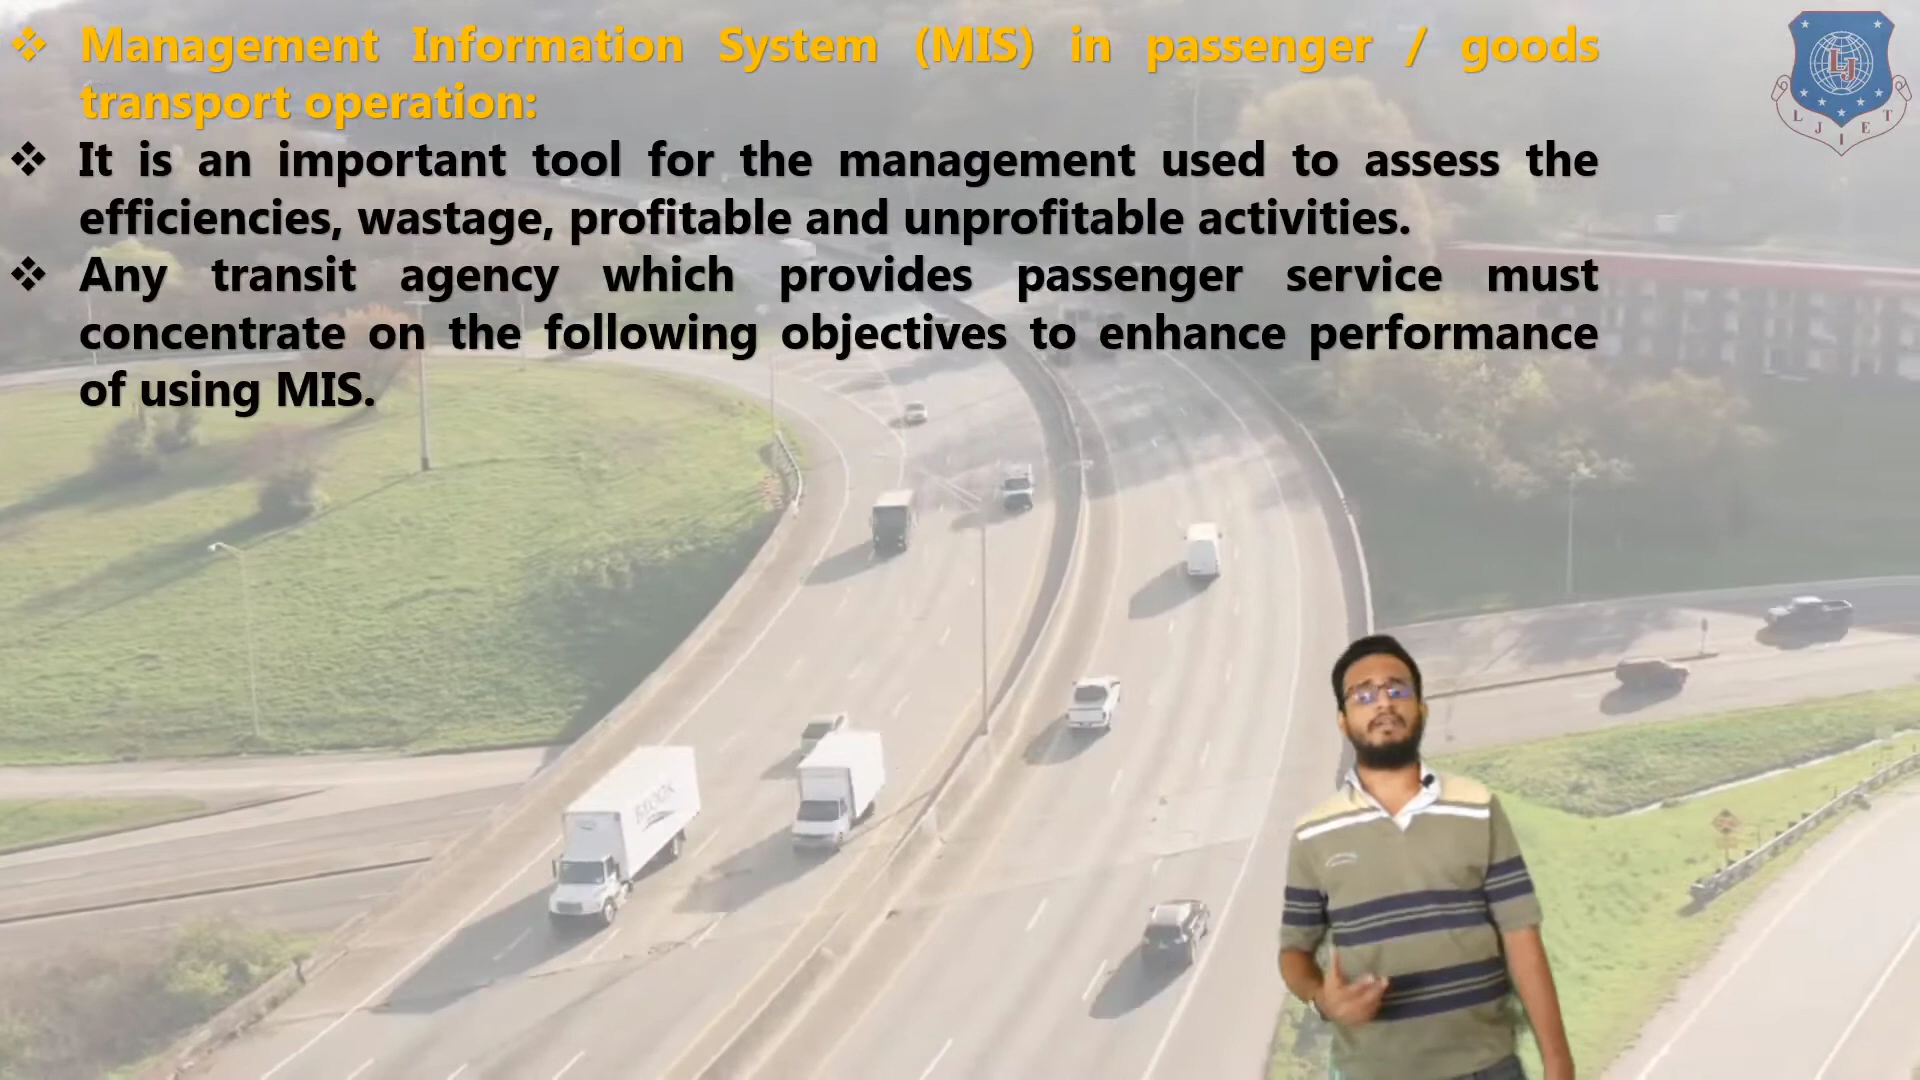 ❖ Management Information System (MIS) in passenger / goods
transport operation:
❖ It is an important tool for the management used to assess the
efficiencies, wastage, profitable and unprofitable activities.
❖ Any transit agency which provides passenger service must
concentrate on the following objectives to enhance performance
of using MIS.
LJ
L J I E T